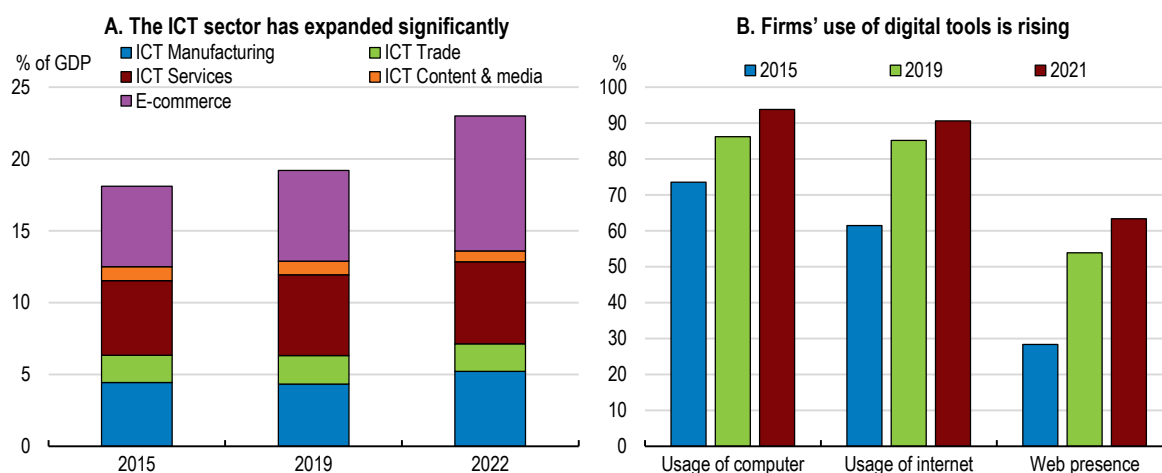 A. The ICT sector has expanded significantly
% of GDP
ICT Manufacturing
ICT Trade
ICT Services
ICT Content & media
E-commerce
25
20
15
10
5
0
2015 2019 2022
B. Firms’ use of digital tools is rising
%
2015 2019 2021
100
90
80
70
60
50
40
30
20
10
0
Usage of computer Usage of internet Web presence